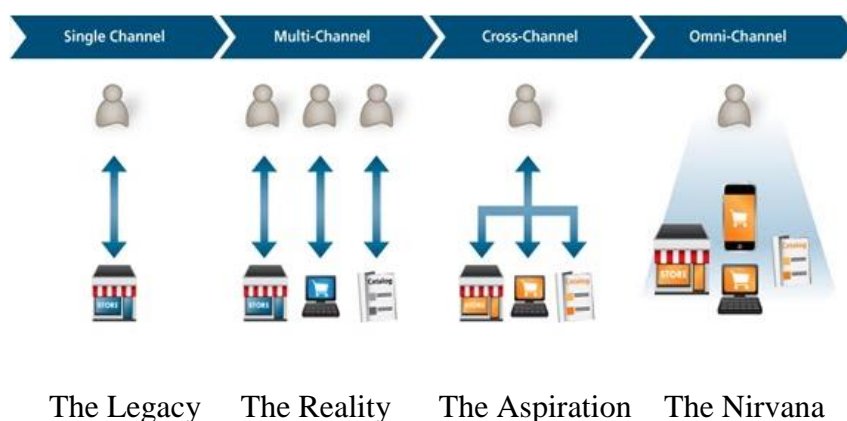 Single Channel
Multi-Channel
Cross-Channel
Omni-Channel
STORE
STORE
Catalog
STORE
Catalog
STORE
Catalog
The Legacy
The Reality
The Aspiration
The Nirvana